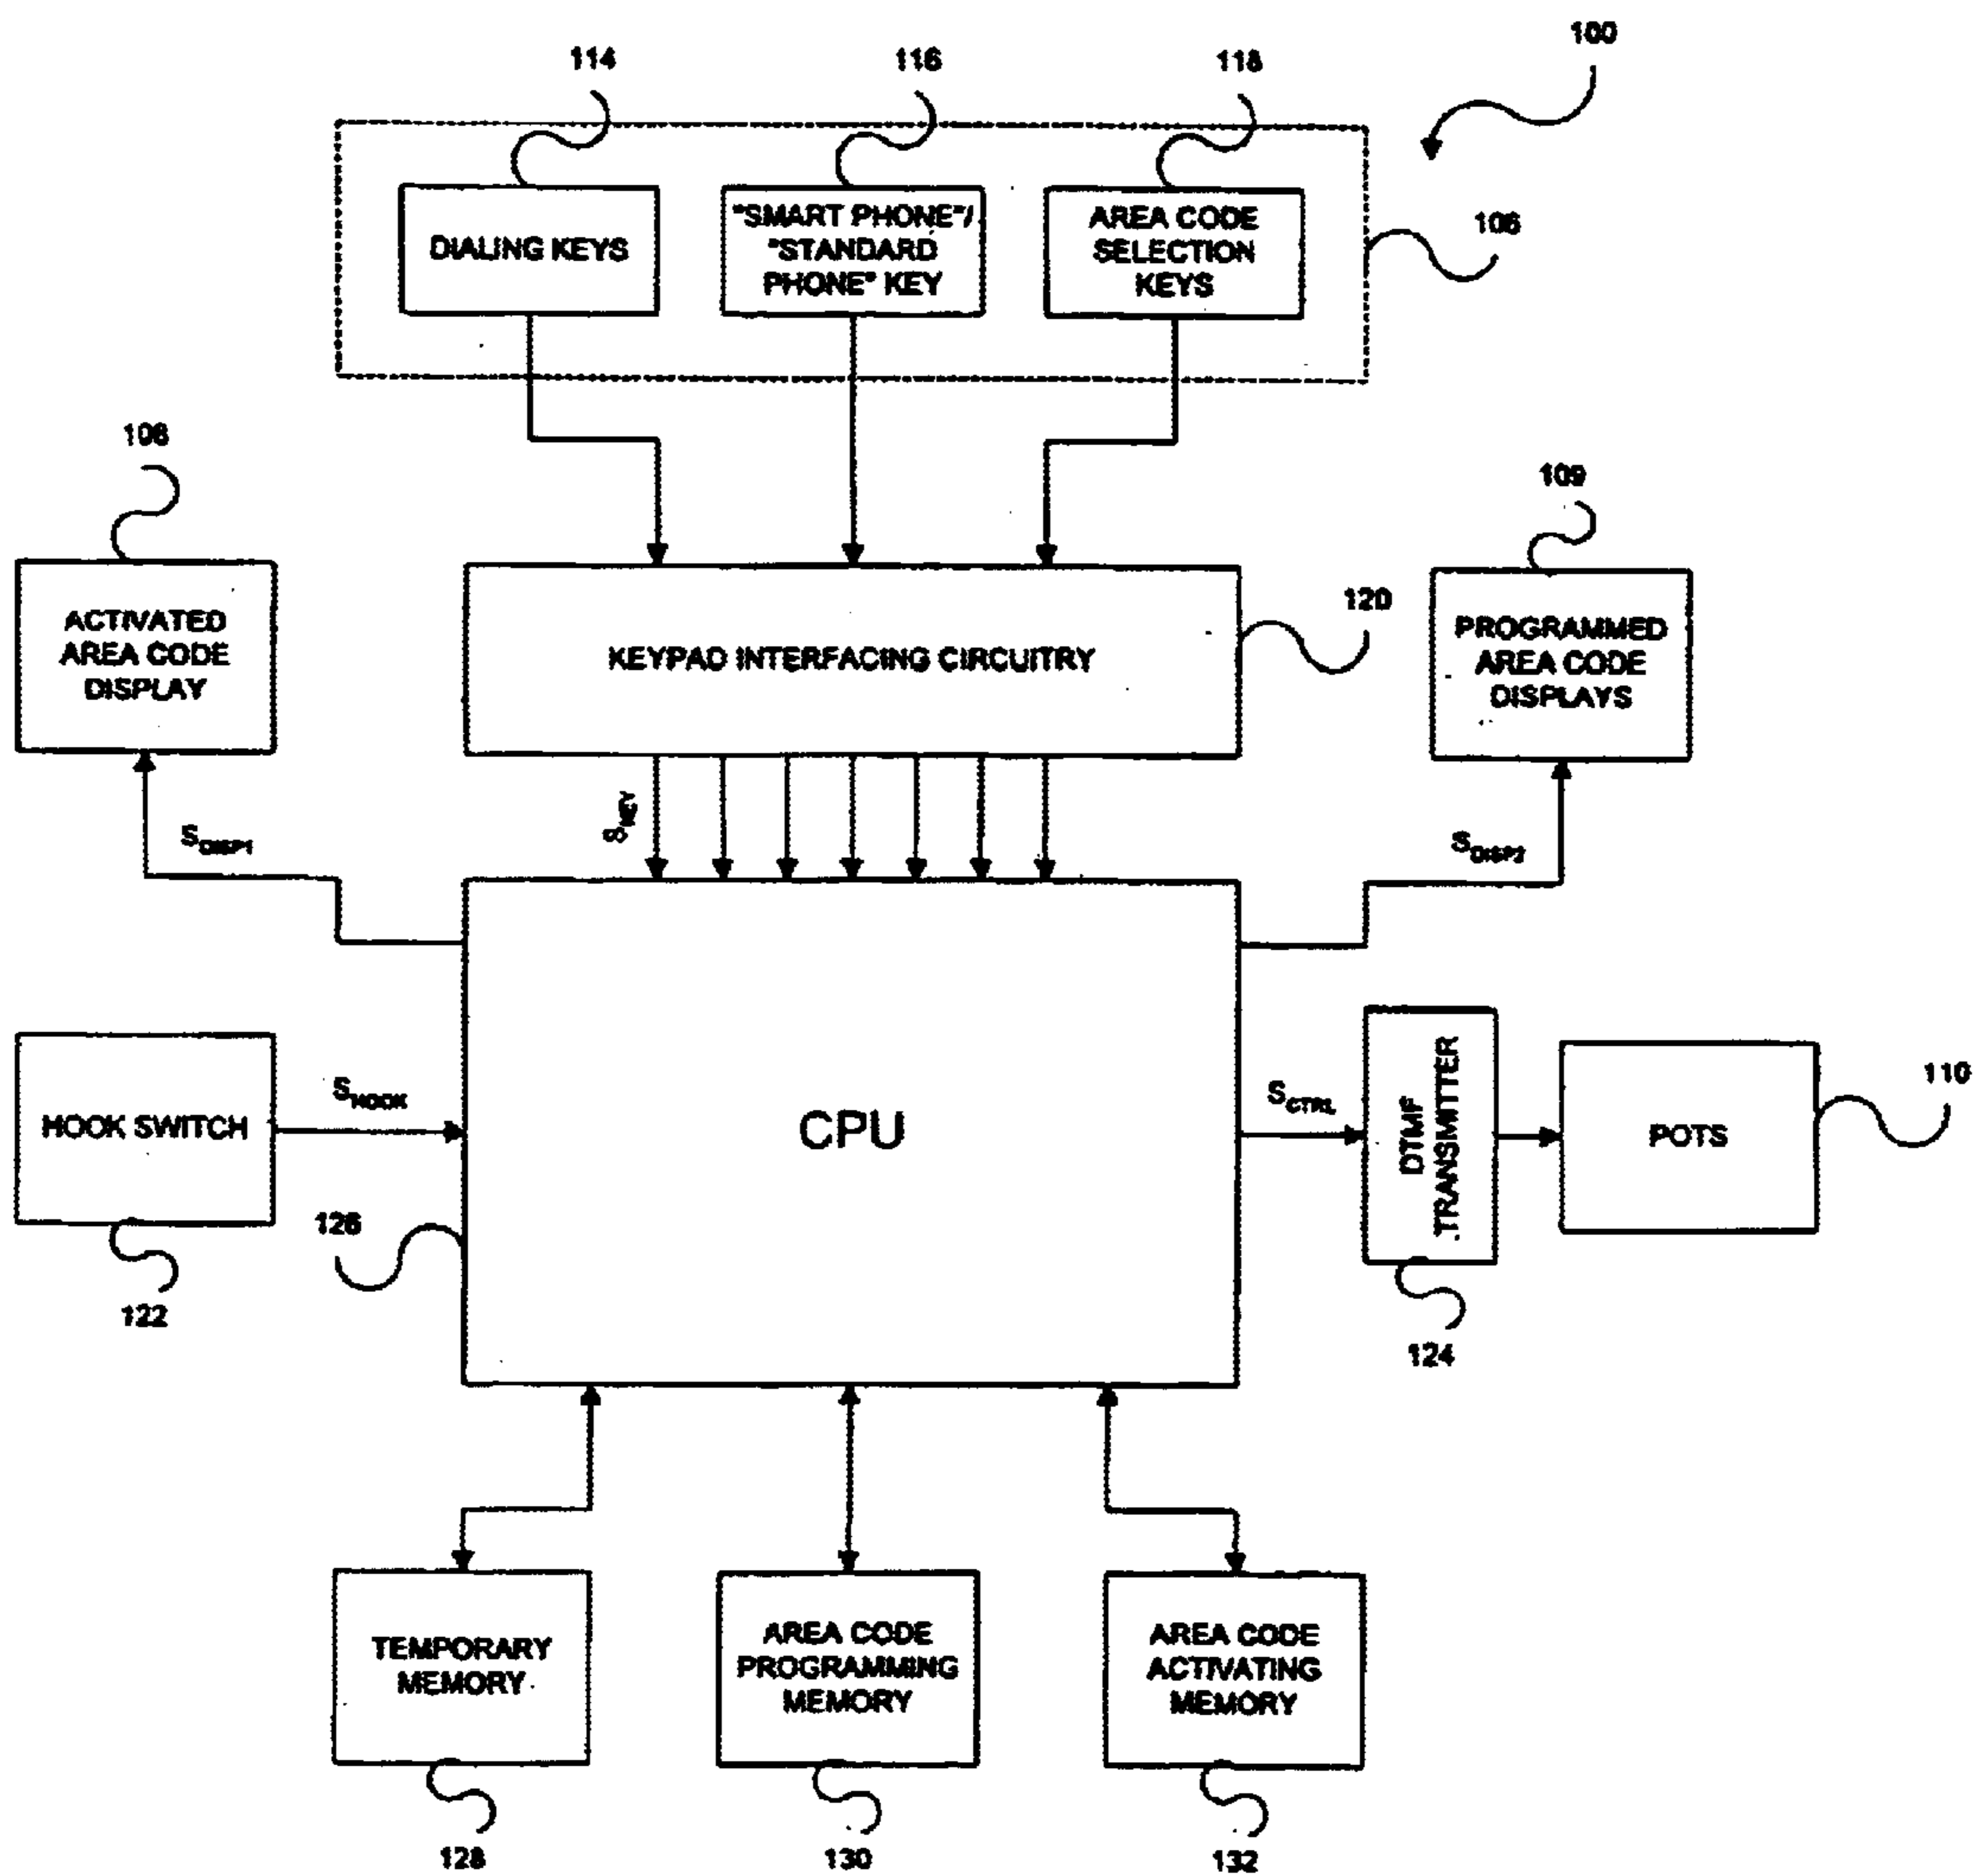 114
116
118
100
DIALING KEYS
"SMART PHONE"/
"STANDARD
PHONE" KEY
AREA CODE
SELECTION
KEYS
106
108
109
ACTIVATED
AREA CODE
DISPLAY
KEYPAD INTERFACING CIRCUITRY
120
PROGRAMMED
AREA CODE
DISPLAYS
SDISP1
SKEY
SDISP2
HOOK SWITCH
SHOOK
CPU
SCTRL
DTMF
TRANSMITTER
POTS
110
122
126
124
TEMPORARY
MEMORY
AREA CODE
PROGRAMMING
MEMORY
AREA CODE
ACTIVATING
MEMORY
128
130
132